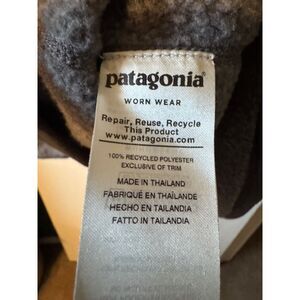 patagonia®
WORN WEAR
Repair, Reuse, Recycle
This Product
www.patagonia.com
100% RECYCLED POLYESTER
EXCLUSIVE OF TRIM
MADE IN THAILAND
FABRIQUÉ EN THAÏLANDE
HECHO EN TAILANDIA
FATTO IN TAILANDIA